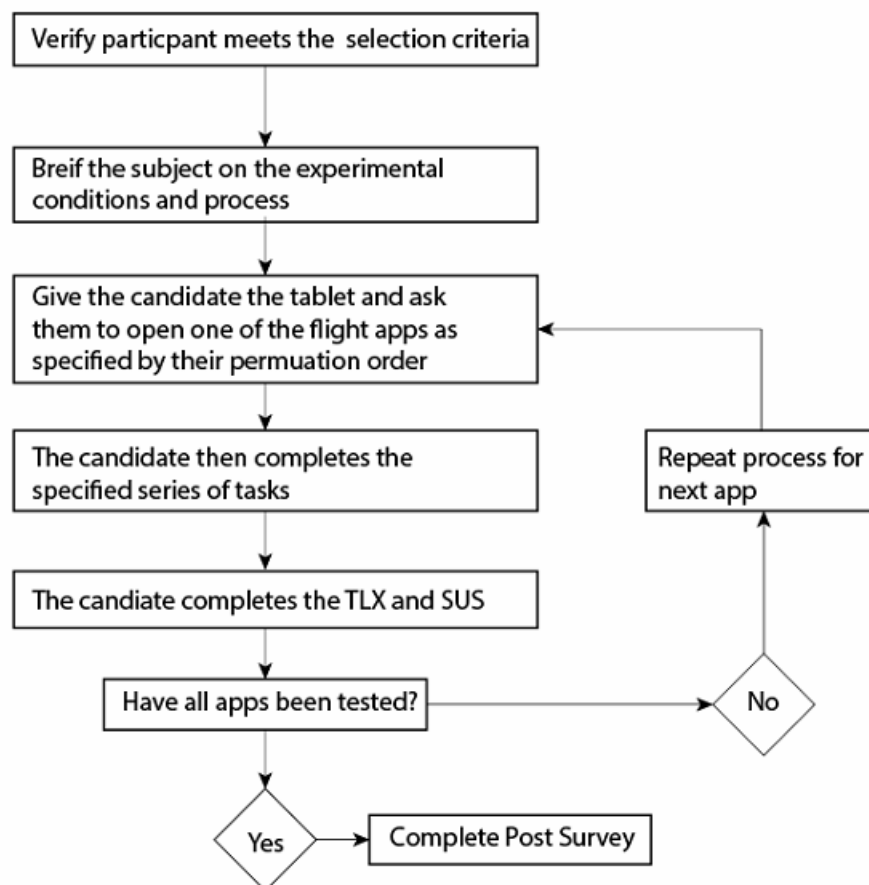 Verify particpant meets the selection criteria
Breif the subject on the experimental
conditions and process
Give the candidate the tablet and ask
them to open one of the flight apps as
specified by their permuation order
The candidate then completes the
specified series of tasks
Repeat process for
next app
The candiate completes the TLX and SUS
Have all apps been tested?
No
Yes
Complete Post Survey